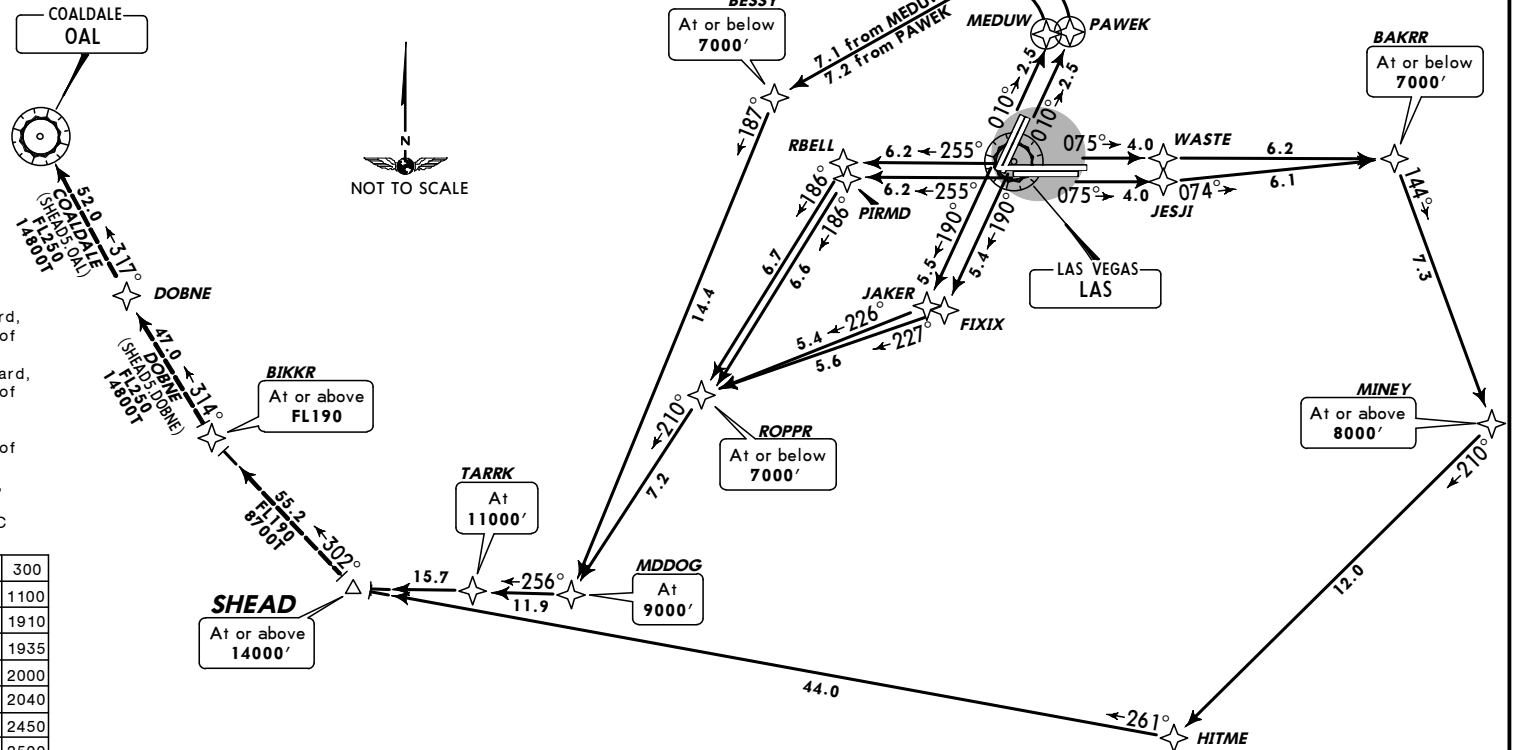 COALDALE
OAL
52.0
COALDALE
(SHEAD5.OAL)
FL250
14800T
317°
DOBNE
47.0
DOBNE
(SHEAD5.DOBNE)
FL250
14800T
314°
BIKKR
At or above
FL190
55.2
FL190
8700T
302°
SHEAD
At or above
14000'
15.7
TARRK
At
11000'
256°
11.9
MDDOG
At
9000'
N
NOT TO SCALE
BESSY
At or below
7000'
7.1 from MEDUW
7.2 from PAWEK
187°
14.4
MEDUW
PAWEK
010°
2.5
010°
2.5
RBELL
6.2
255°
6.2
255°
PIRMD
186°
186°
6.7
6.6
190°
5.5
190°
5.4
JAKER
FIXIX
226°
5.4
227°
5.6
ROPPR
At or below
7000'
210°
7.2
LAS VEGAS
LAS
075°
4.0
WASTE
6.2
075°
4.0
JESJI
074°
6.1
BAKRR
At or below
7000'
144°
7.3
MINEY
At or above
8000'
210°
12.0
HITME
261°
44.0
rd,
of
ard,
of
of
C
300
1100
1910
1935
2000
2040
2450